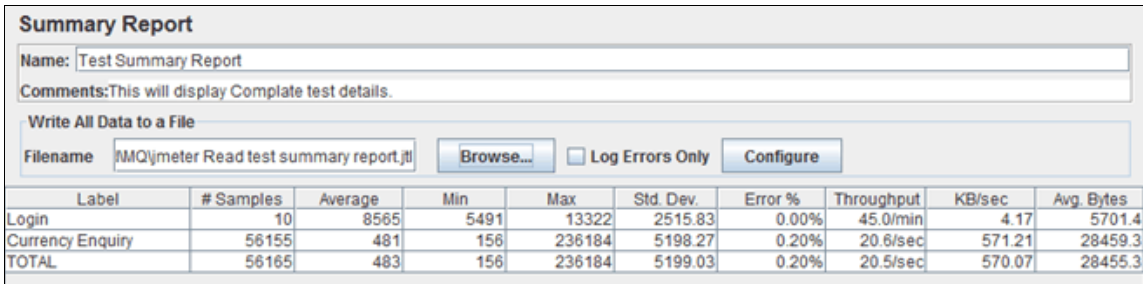 Summary Report
Name: Test Summary Report
Comments:This will display Complate test details.
Write All Data to a File
Filename \MQ\jmeter Read test summary report.jtl Browse... Log Errors Only Configure
Label # Samples Average Min Max Std. Dev. Error % Throughput KB/sec Avg. Bytes
Login 10 8565 5491 13322 2515.83 0.00% 45.0/min 4.17 5701.4
Currency Enquiry 56155 481 156 236184 5198.27 0.20% 20.6/sec 571.21 28459.3
TOTAL 56165 483 156 236184 5199.03 0.20% 20.5/sec 570.07 28455.3